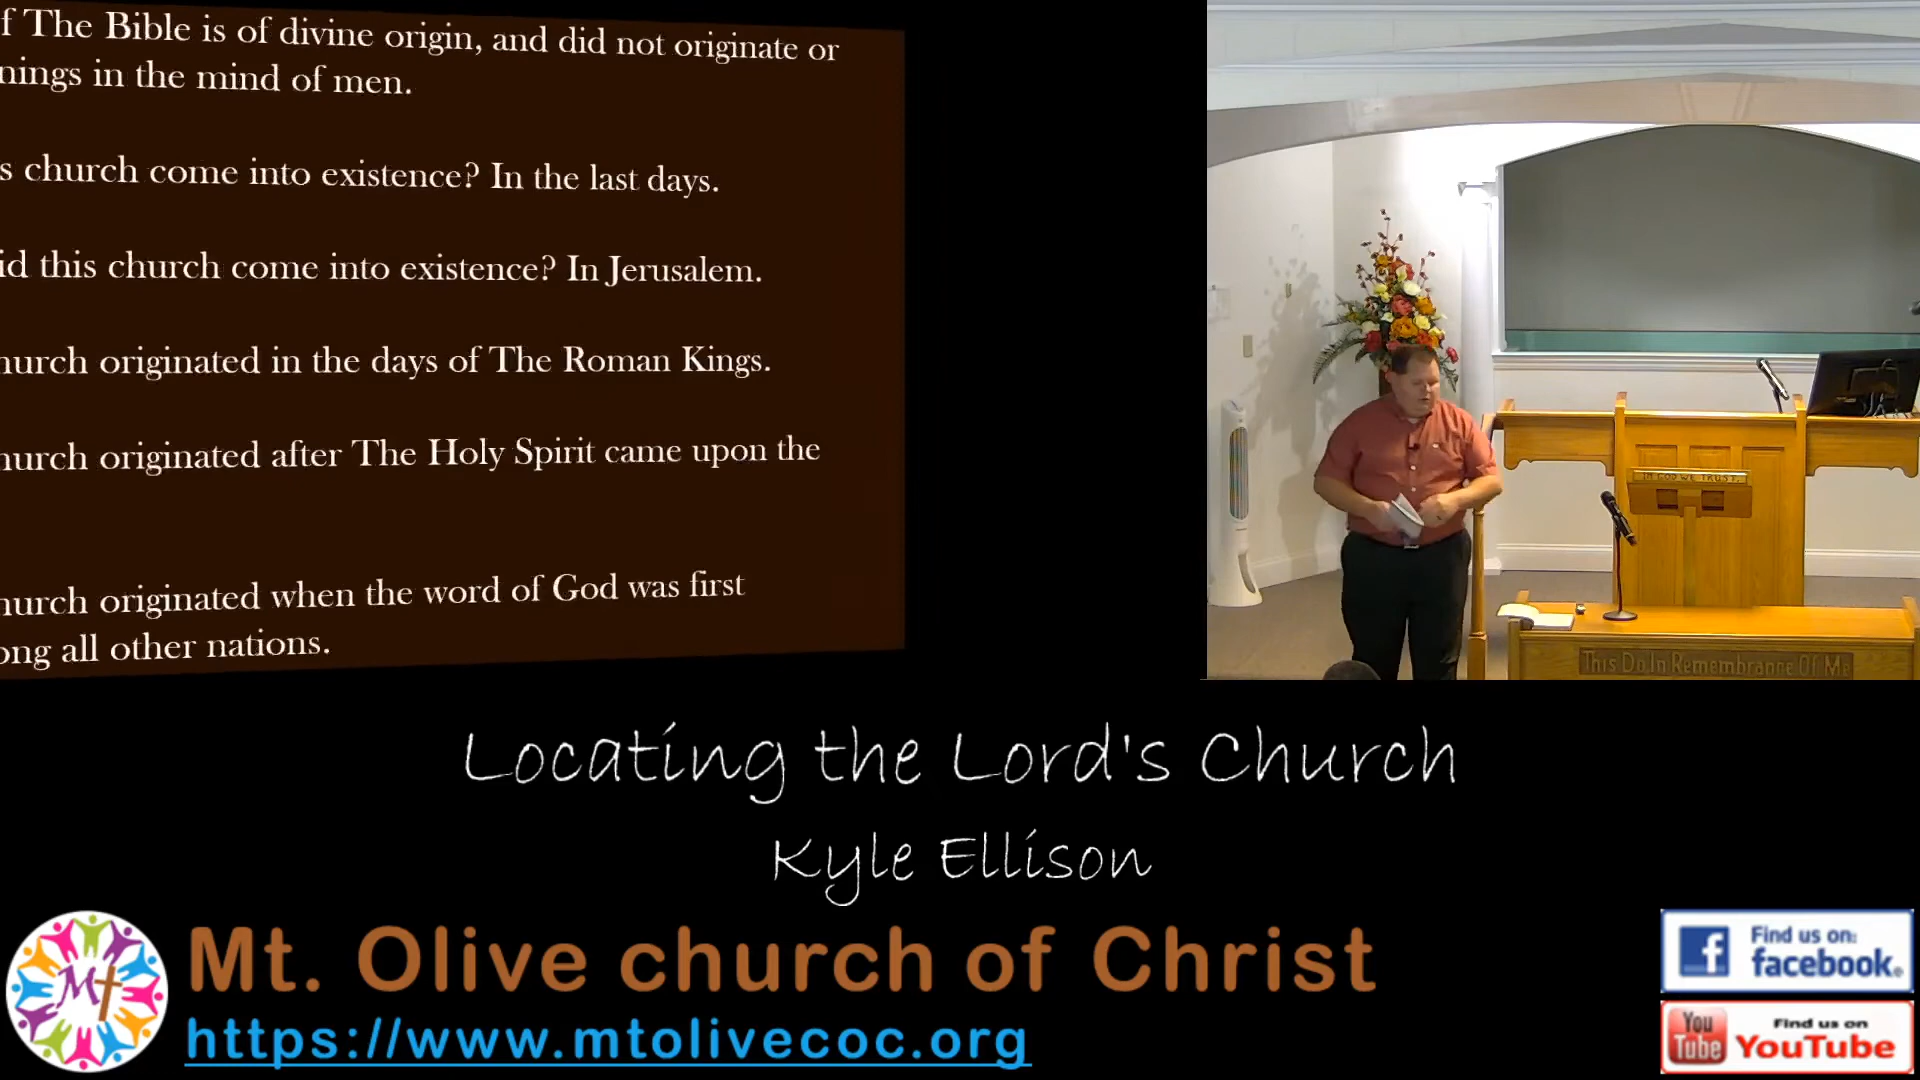 f The Bible is of divine origin, and did not originate or
nings in the mind of men.
s church come into existence? In the last days.
id this church come into existence? In Jerusalem.
hurch originated in the days of The Roman Kings.
hurch originated after The Holy Spirit came upon the
hurch originated when the word of God was first
ong all other nations.
IN GOD WE TRUST
This Do In Remembrance Of Me
Locating the Lord's Church
Kyle Ellison
Mt
Mt. Olive church of Christ
https://www.mtolivecoc.org
Find us on:
facebook.
You
Tube
Find us on
YouTube